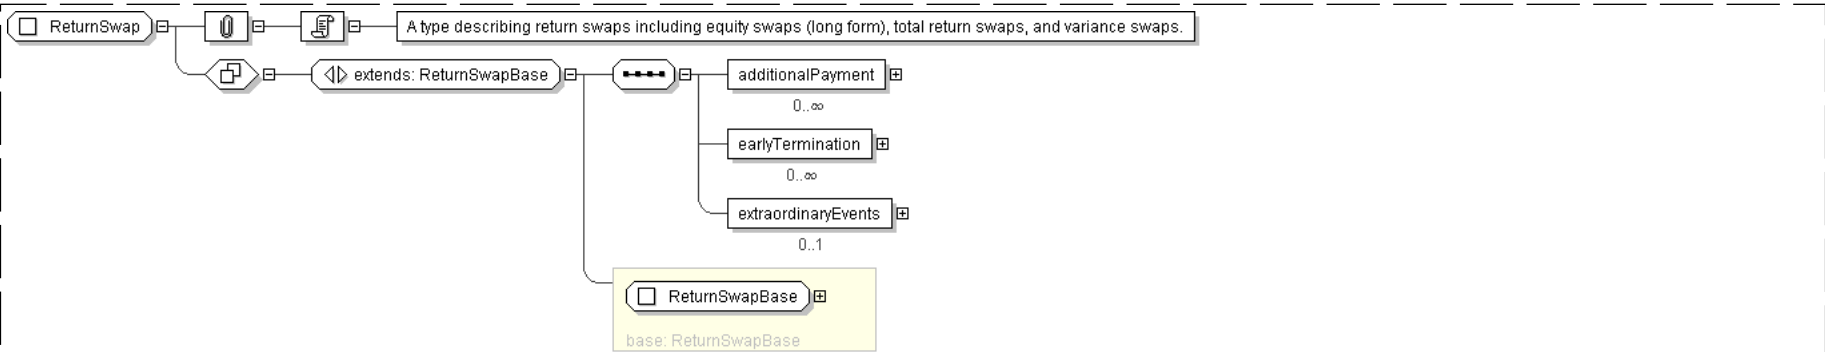 ReturnSwap
A type describing return swaps including equity swaps (long form), total return swaps, and variance swaps.
extends: ReturnSwapBase
additionalPayment
0..∞
earlyTermination
0..∞
extraordinaryEvents
0..1
ReturnSwapBase
base: ReturnSwapBase